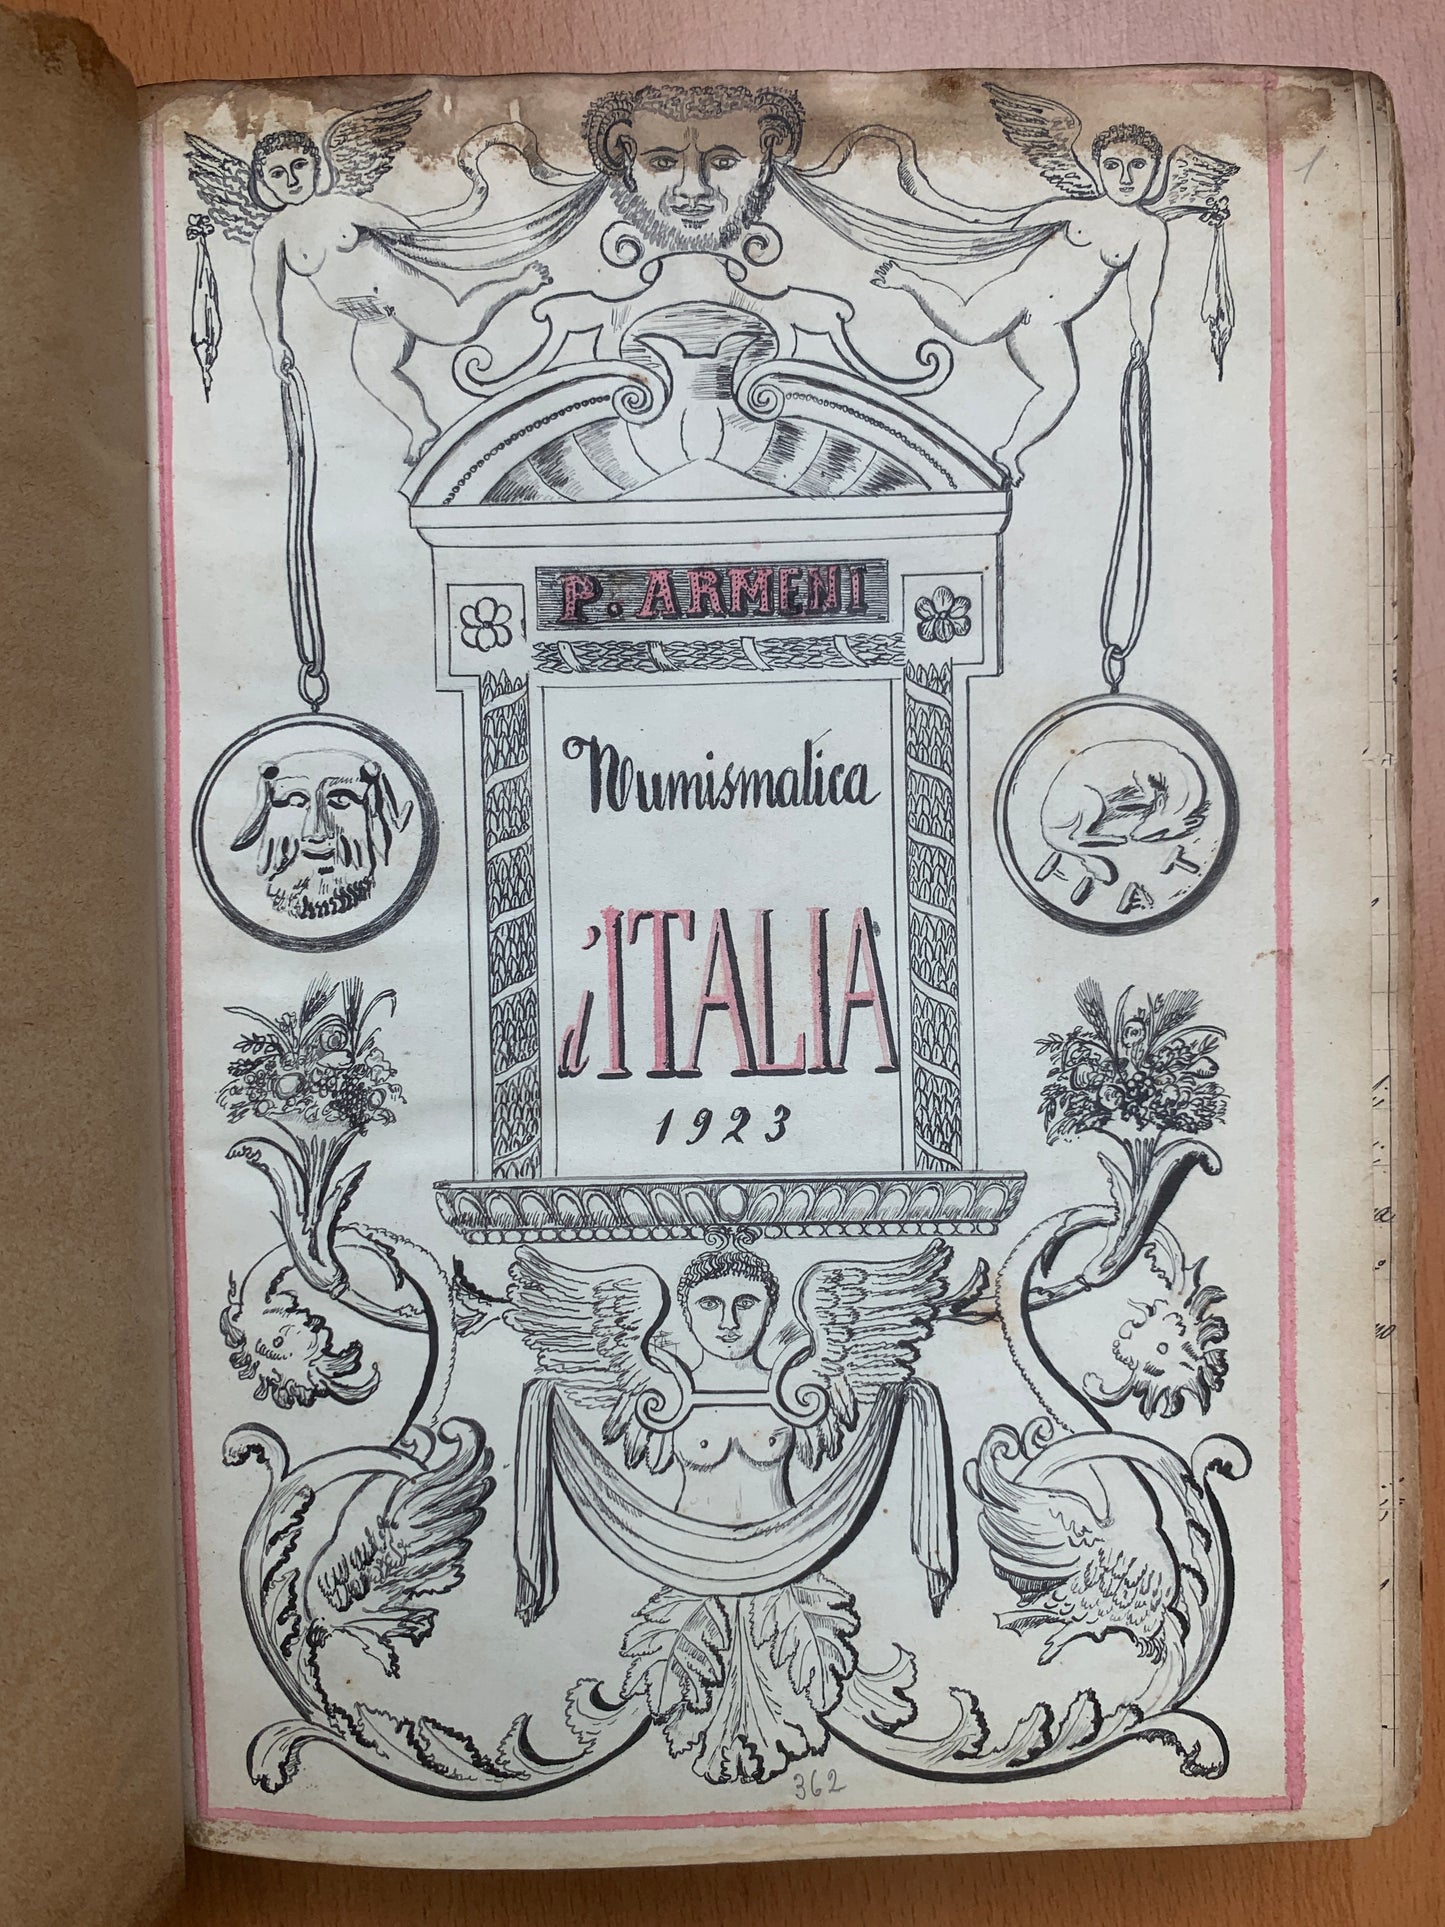 1
P. ARMENI
Numismatica
d'ITALIA
1923
362